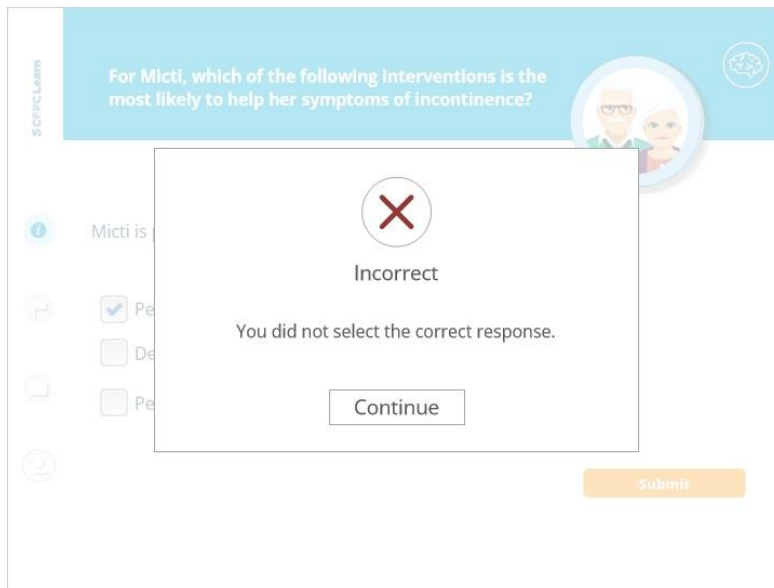 CFPCLearn
For Micti, which of the following interventions is the
most likely to help her symptoms of incontinence?
Micti is
Pe
De
Pe
Incorrect
You did not select the correct response.
Continue
Submit